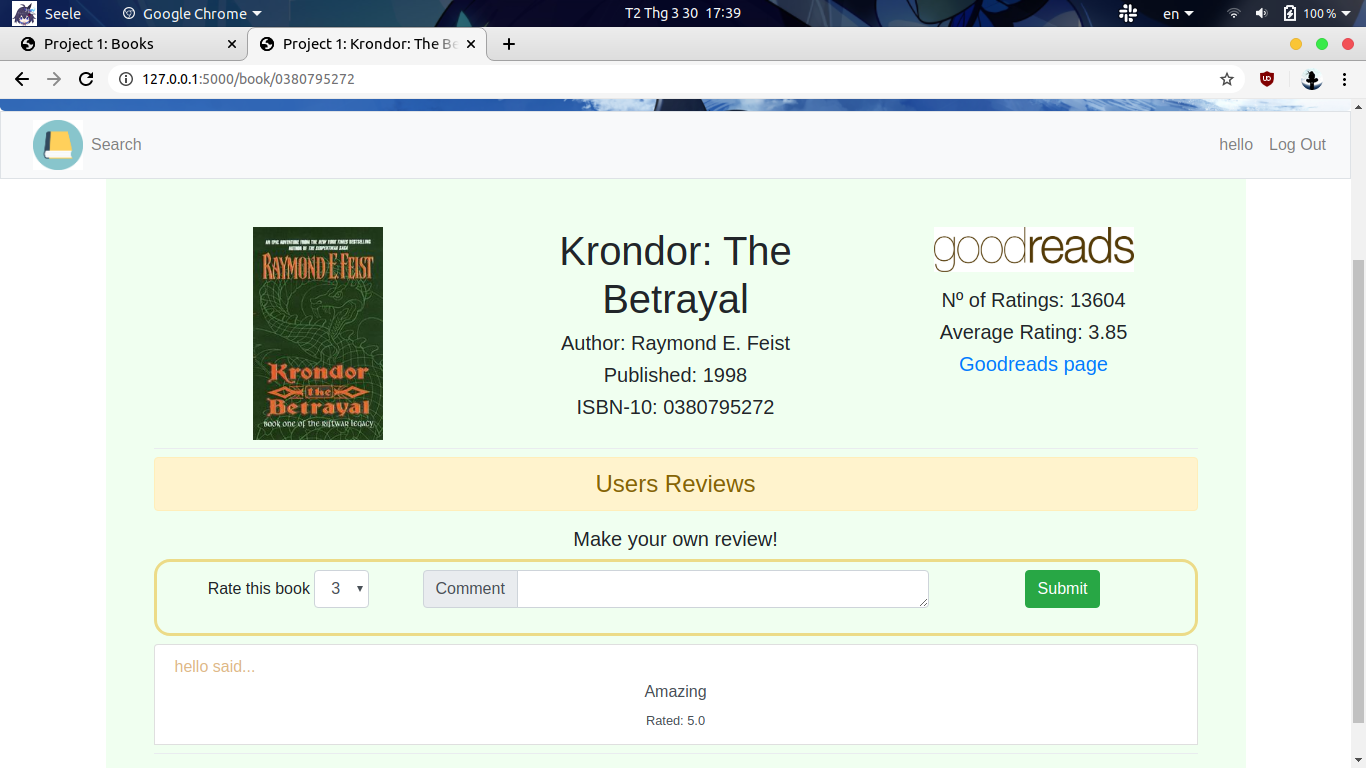 Seele
Google Chrome
T2 Thg 3 30 17:39
en
100 %
Project 1: Books
Project 1: Krondor: The Be
127.0.0.1:5000/book/0380795272
Search
hello
Log Out
AN EPIC ADVENTURE FROM THE NEW YORK TIMES BESTSELLING
AUTHOR OF THE SERPENTWAR SAGA
RAYMOND E. FEIST
Krondor
the
Betrayal
BOOK ONE OF THE RIFTWAR LEGACY
Krondor: The
Betrayal
Author: Raymond E. Feist
Published: 1998
ISBN-10: 0380795272
goodreads
Nº of Ratings: 13604
Average Rating: 3.85
Goodreads page
Users Reviews
Make your own review!
Rate this book 3
Comment
Submit
hello said...
Amazing
Rated: 5.0